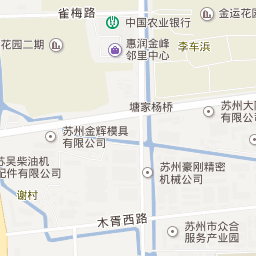 雀梅路
中国农业银行
金运花园
花园二期
惠润金峰
邻里中心
李车浜
塘家杨桥
苏州大
有限公
苏州金辉模具
有限公司
苏吴柴油机
配件有限公司
谢村
苏州豪刚精密
机械公司
木胥西路
苏州市众合
服务产业园